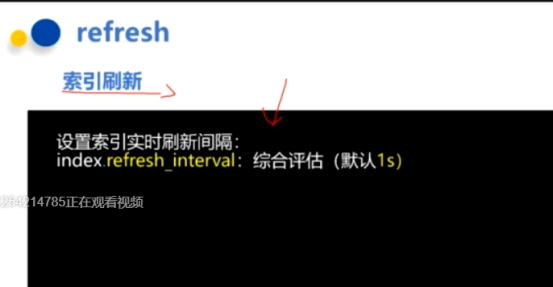 refresh
索引刷新
设置索引实时刷新间隔：
index.refresh_interval：综合评估（默认1s）
4214785正在观看视频